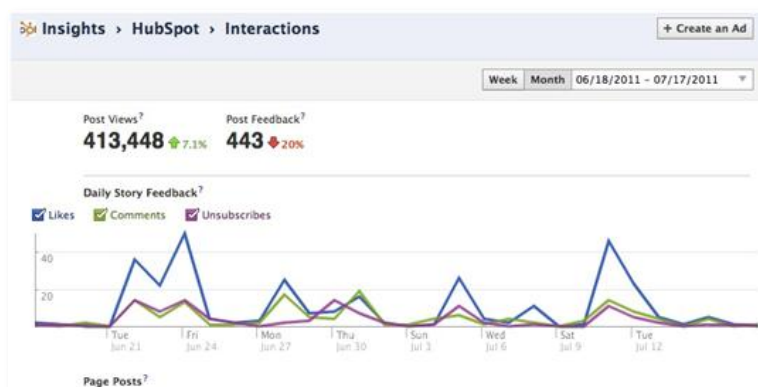 Insights › HubSpot › Interactions
+ Create an Ad
Week Month 06/18/2011 - 07/17/2011
Post Views? Post Feedback?
413,448 7.1% 443 20%
Daily Story Feedback?
Likes Comments Unsubscribes
40
20
Tue Fri Mon Thu Sun Wed Sat Tue
Jun 21 Jun 24 Jun 27 Jun 30 Jul 3 Jul 6 Jul 9 Jul 12
Page Posts?